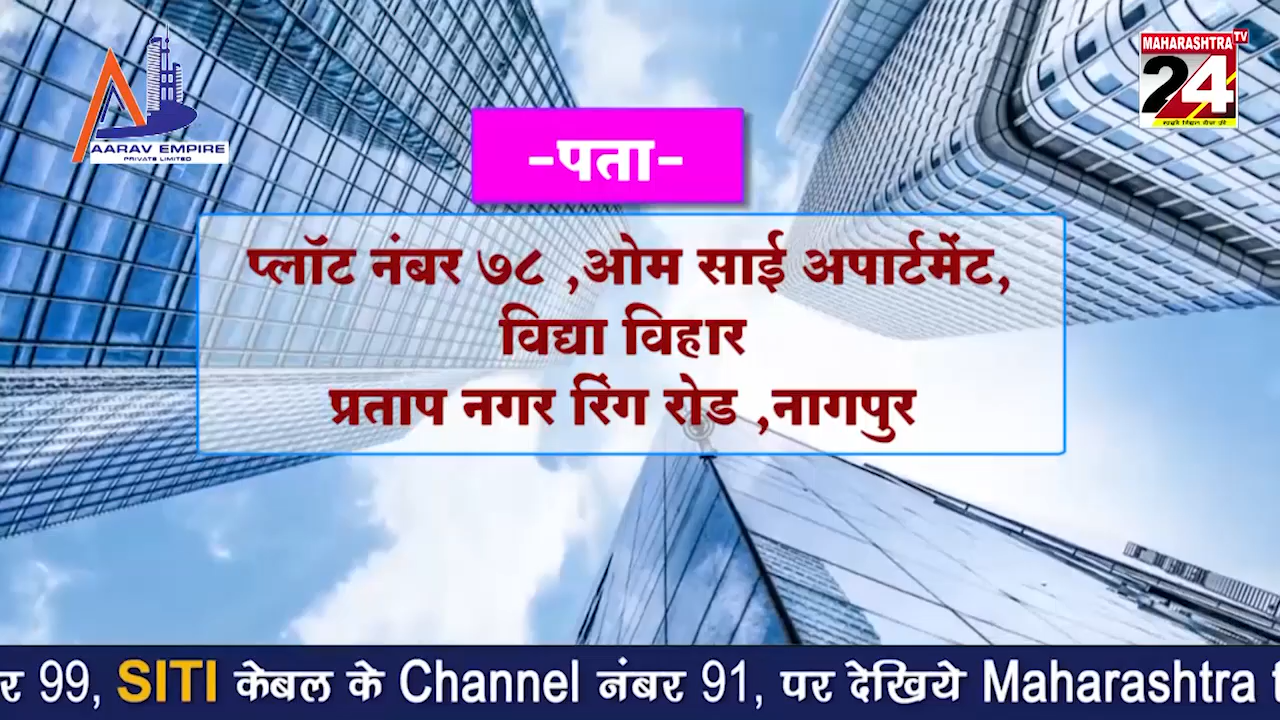 AARAV EMPIRE
PRIVATE LIMITED
MAHARASHTRA TV
24
-पता-
प्लॉट नंबर ७८ ,ओम साई अपार्टमेंट,
विद्या विहार
प्रताप नगर रिंग रोड ,नागपुर
र 99, SITI केबल के Channel नंबर 91, पर देखिये Maharashtra t